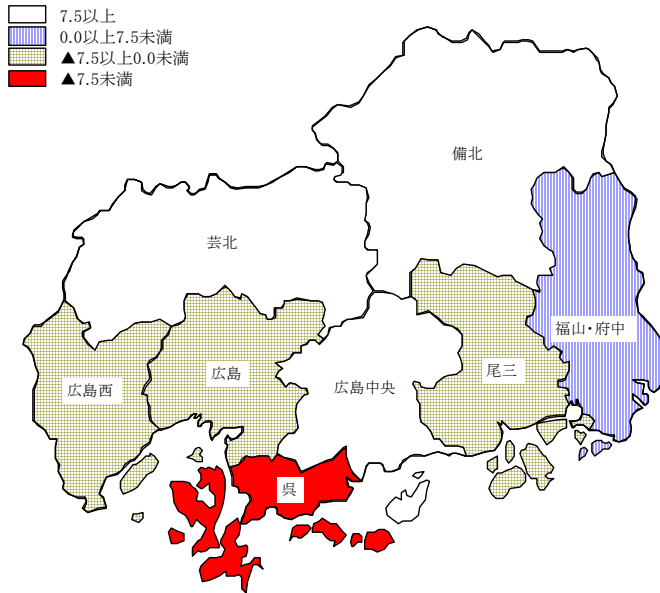 7.5以上
0.0以上7.5未満
▲7.5以上0.0未満
▲7.5未満
備北
芸北
福山・府中
広島
尾三
広島西
広島中央
呉